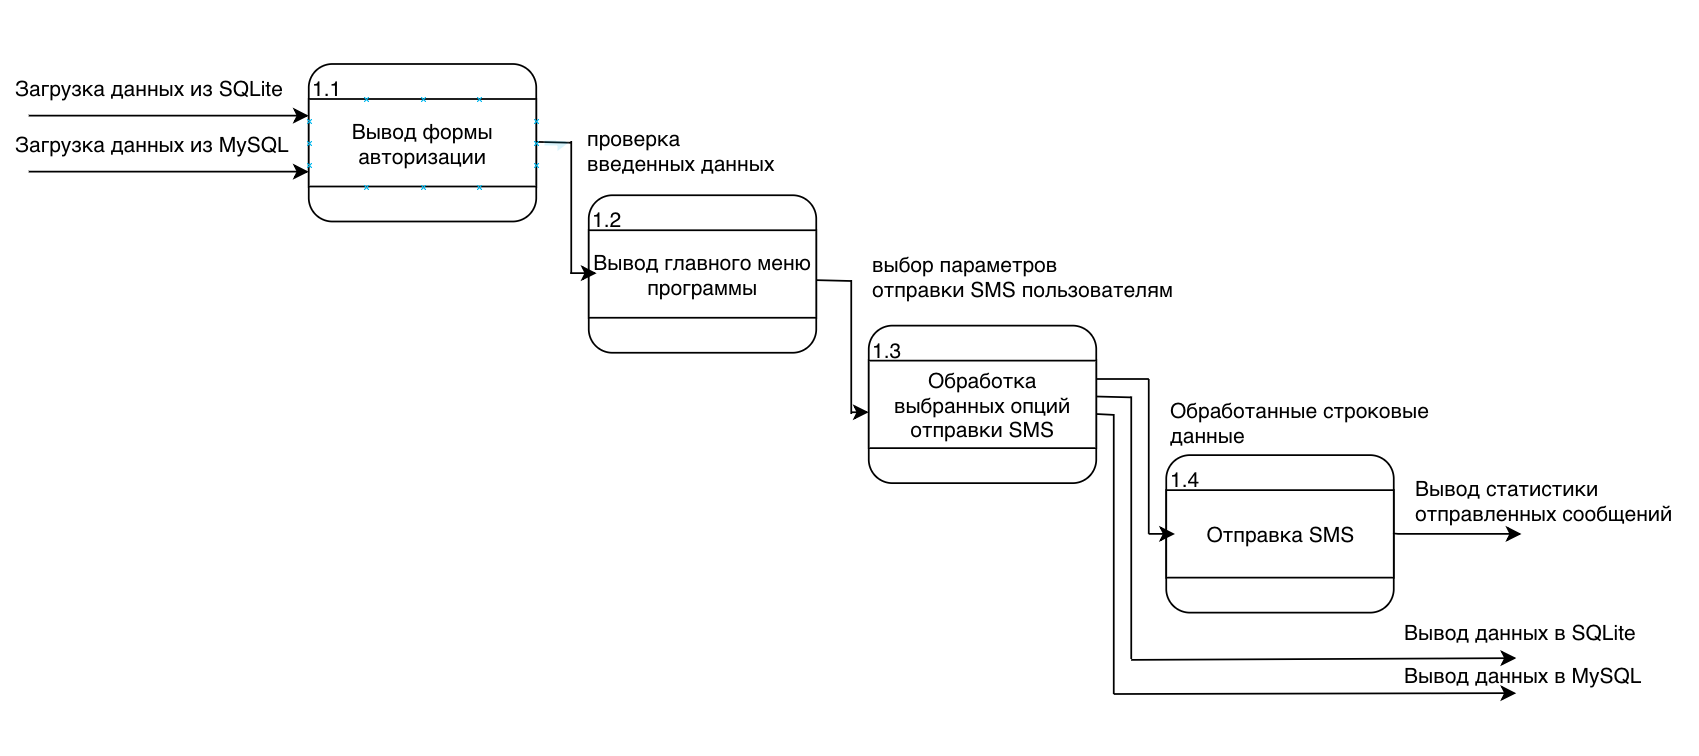 Загрузка данных из SQLite
Загрузка данных из MySQL
1.1
Вывод формы
авторизации
проверка
введенных данных
1.2
Вывод главного меню
программы
выбор параметров
отправки SMS пользователям
1.3
Обработка
выбранных опций
отправки SMS
Обработанные строковые
данные
1.4
Отправка SMS
Вывод статистики
отправленных сообщений
Вывод данных в SQLite
Вывод данных в MySQL